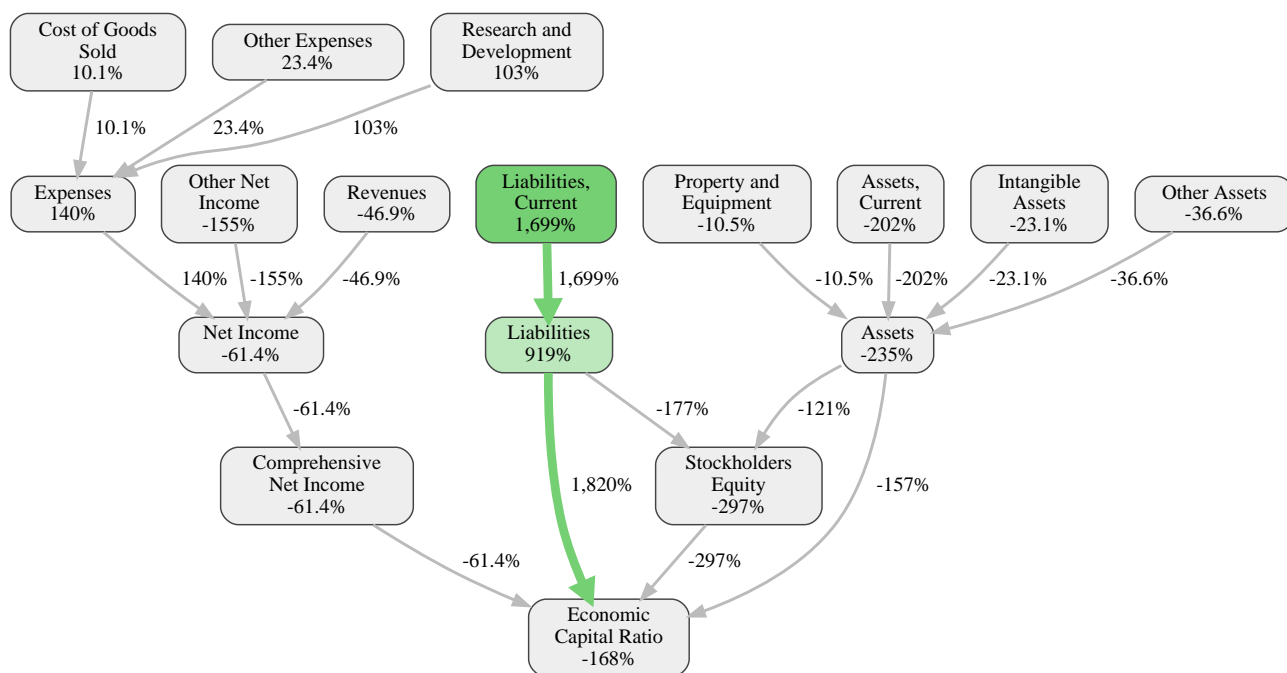 Cost of Goods
Sold
10.1%
Other Expenses
23.4%
Research and
Development
103%
10.1%
23.4%
103%
Expenses
140%
Other Net
Income
-155%
Revenues
-46.9%
Liabilities,
Current
1,699%
Property and
Equipment
-10.5%
Assets,
Current
-202%
Intangible
Assets
-23.1%
Other Assets
-36.6%
140%
-155%
-46.9%
1,699%
-10.5%
-202%
-23.1%
-36.6%
Net Income
-61.4%
Liabilities
919%
Assets
-235%
-61.4%
-177%
-121%
Comprehensive
Net Income
-61.4%
1,820%
Stockholders
Equity
-297%
-157%
-61.4%
-297%
Economic
Capital Ratio
-168%